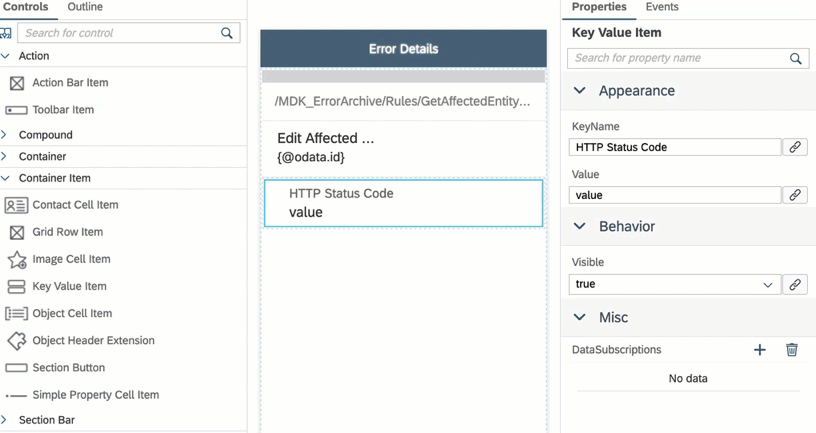 Controls Outline
Search for control
Action
Action Bar Item
Toolbar Item
Compound
Container
Container Item
Contact Cell Item
Grid Row Item
Image Cell Item
Key Value Item
Object Cell Item
Object Header Extension
Section Button
Simple Property Cell Item
Section Bar
Error Details
/MDK_ErrorArchive/Rules/GetAffectedEntity...
Edit Affected ...
{@odata.id}
HTTP Status Code
value
Properties Events
Key Value Item
Search for property name
Appearance
KeyName
HTTP Status Code
Value
value
Behavior
Visible
true
Misc
DataSubscriptions
No data